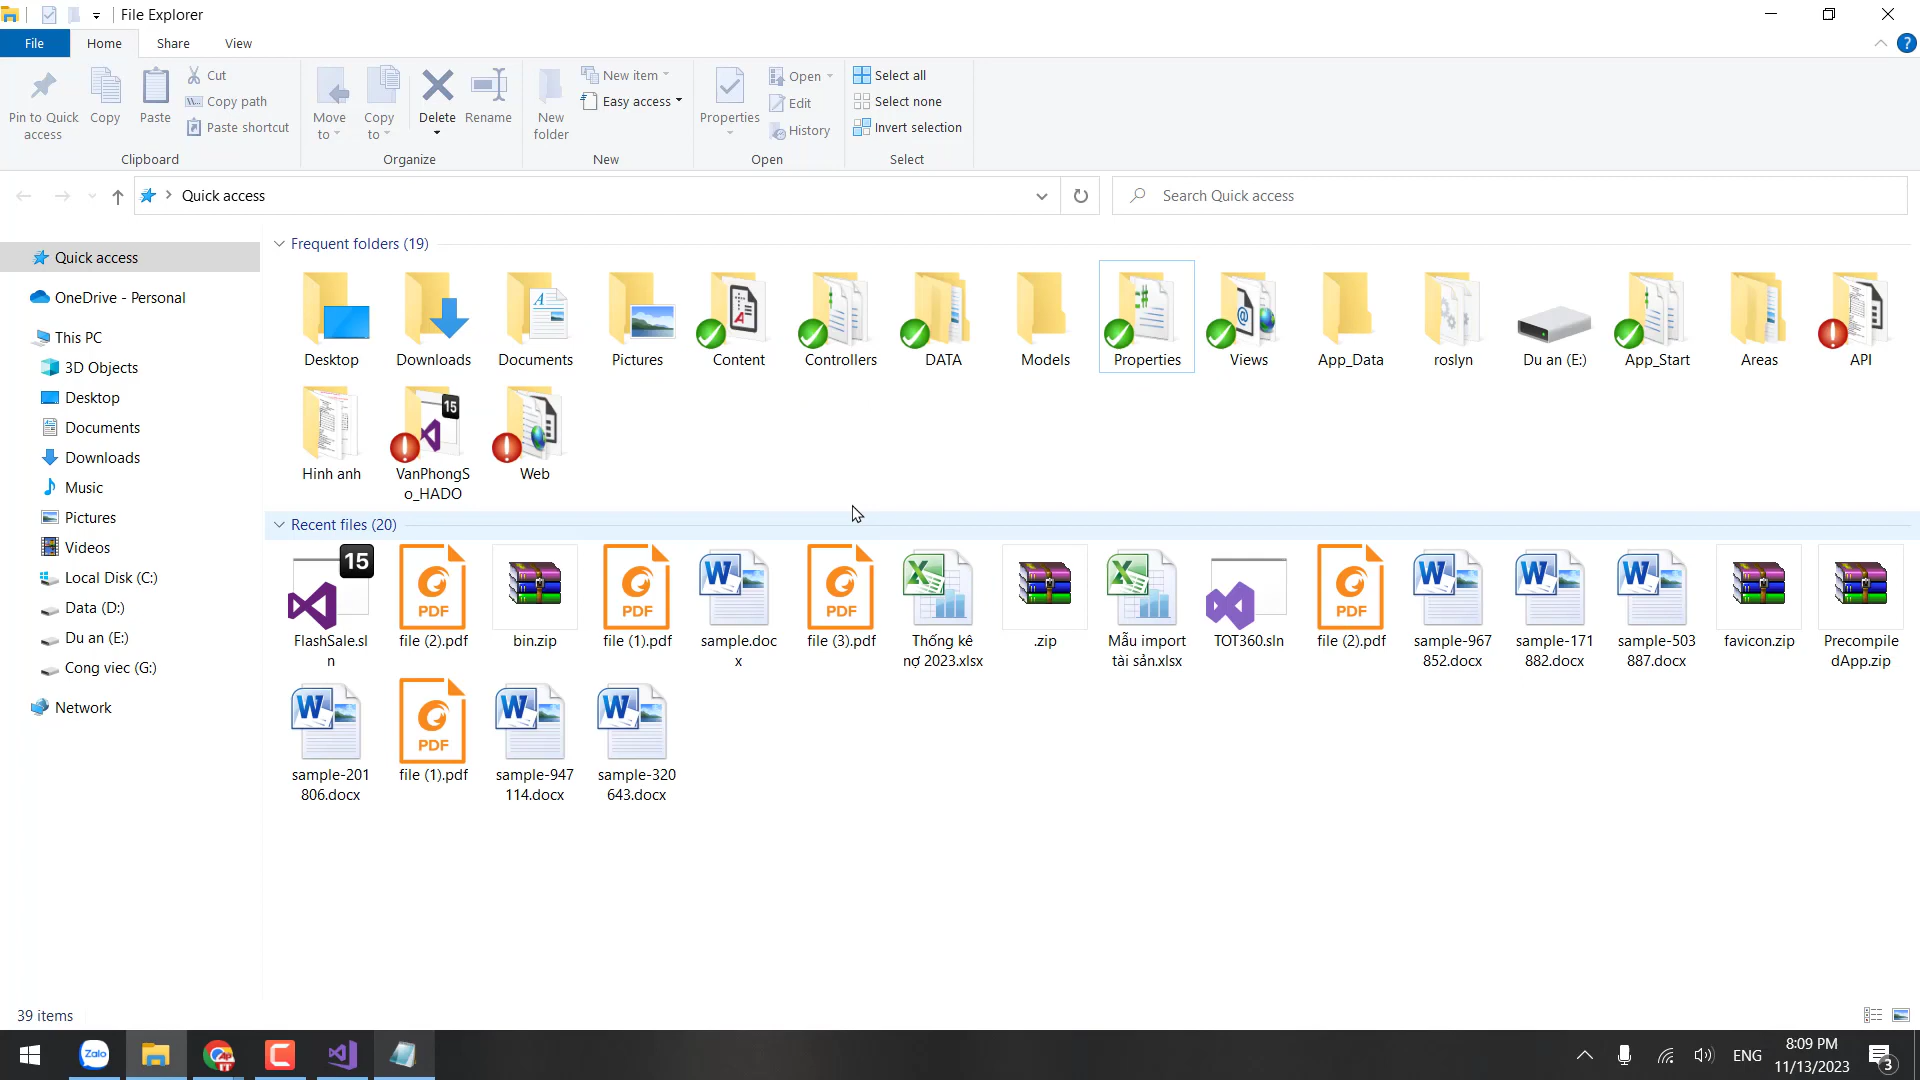 File Explorer
File Home Share View
Pin to Quick access
Copy
Paste
Cut
Copy path
Paste shortcut
Clipboard
Move to
Copy to
Delete
Rename
Organize
New folder
New item
Easy access
New
Properties
Open
Edit
History
Open
Select all
Select none
Invert selection
Select
Quick access
Search Quick access
Quick access
OneDrive - Personal
This PC
3D Objects
Desktop
Documents
Downloads
Music
Pictures
Videos
Local Disk (C:)
Data (D:)
Du an (E:)
Cong viec (G:)
Network
Frequent folders (19)
Desktop
Downloads
Documents
Pictures
Content
Controllers
DATA
Models
Properties
Views
App_Data
roslyn
Du an (E:)
App_Start
Areas
API
Hinh anh
15
VanPhongS
o_HADO
Web
Recent files (20)
15
FlashSale.sl
n
PDF
file (2).pdf
bin.zip
PDF
file (1).pdf
sample.doc
x
PDF
file (3).pdf
Thống kê
nợ 2023.xlsx
.zip
Mẫu import
tài sản.xlsx
TOT360.sln
PDF
file (2).pdf
sample-967
852.docx
sample-171
882.docx
sample-503
887.docx
favicon.zip
Precompile
dApp.zip
sample-201
806.docx
PDF
file (1).pdf
sample-947
114.docx
sample-320
643.docx
39 items
Zalo
ENG
8:09 PM
11/13/2023
3